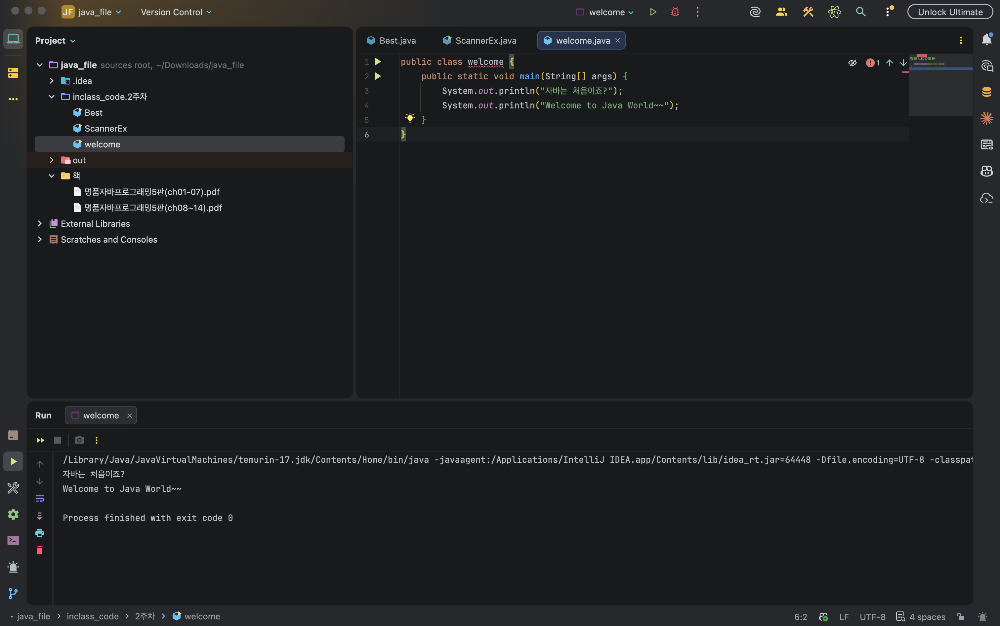 JF java_file Version Control welcome Unlock Ultimate
Project
java_file sources root, ~/Downloads/java_file
.idea
inclass_code.2주차
Best
ScannerEx
welcome
out
책
명품자바프로그래밍5판(ch01-07).pdf
명품자바프로그래밍5판(ch08~14).pdf
External Libraries
Scratches and Consoles
Best.java ScannerEx.java welcome.java
1 public class welcome {
2 public static void main(String[] args) {
3 System.out.println("자바는 처음이죠?");
4 System.out.println("Welcome to Java World~~");
5 }
6 }
1
welcome
Run welcome
/Library/Java/JavaVirtualMachines/temurin-17.jdk/Contents/Home/bin/java -javaagent:/Applications/IntelliJ IDEA.app/Contents/lib/idea_rt.jar=64448 -Dfile.encoding=UTF-8 -classpat
자바는 처음이죠?
Welcome to Java World~~
Process finished with exit code 0
java_file inclass_code 2주차 welcome 6:2 LF UTF-8 4 spaces